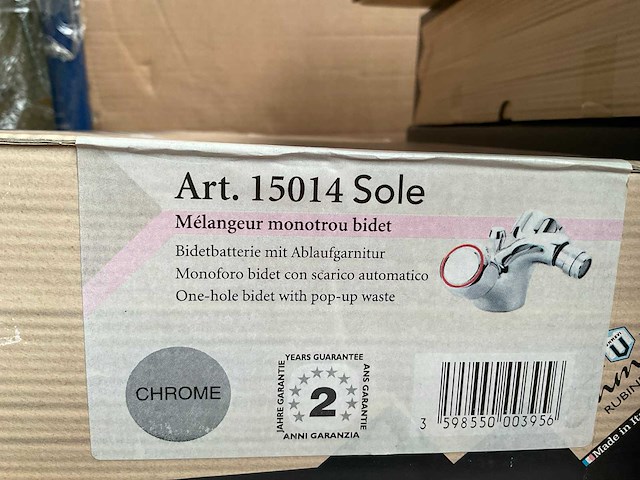 Art. 15014 Sole
Mélangeur monotrou bidet
Bidetbatterie mit Ablaufgarnitur
Monoforo bidet con scarico automatico
One-hole bidet with pop-up waste
CHROME
YEARS GUARANTEE
JAHRE GARANTIE
2
ANS GARANTIE
ANNI GARANZIA
3 598550 003956
U
RUBIN
Made in It